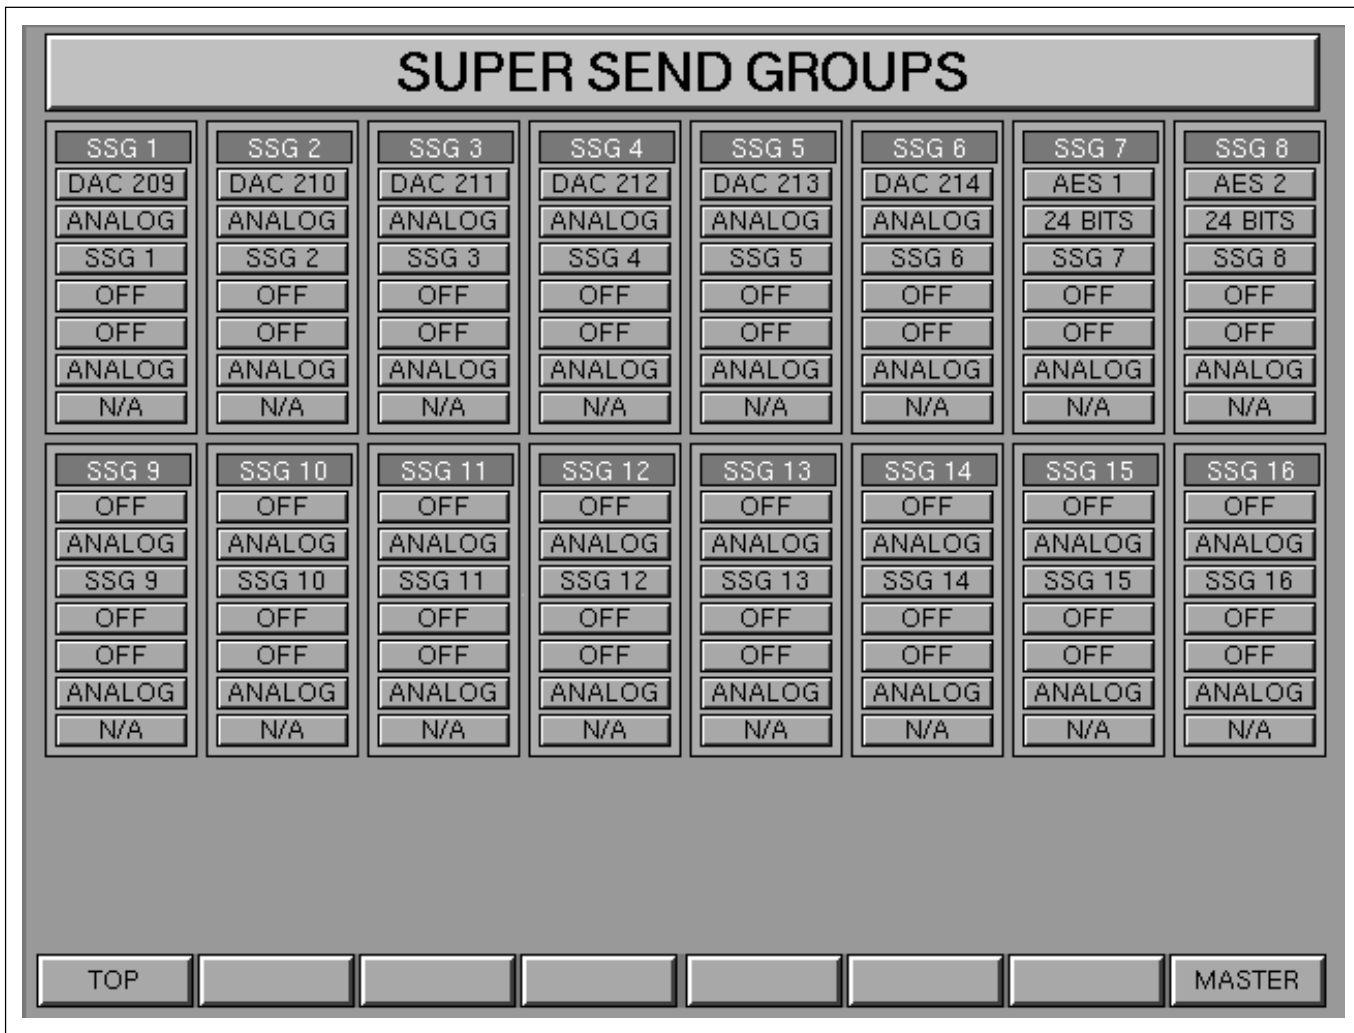 SUPER SEND GROUPS
SSG 1 SSG 2 SSG 3 SSG 4 SSG 5 SSG 6 SSG 7 SSG 8
DAC 209 DAC 210 DAC 211 DAC 212 DAC 213 DAC 214 AES 1 AES 2
ANALOG ANALOG ANALOG ANALOG ANALOG ANALOG 24 BITS 24 BITS
SSG 1 SSG 2 SSG 3 SSG 4 SSG 5 SSG 6 SSG 7 SSG 8
OFF OFF OFF OFF OFF OFF OFF OFF
OFF OFF OFF OFF OFF OFF OFF OFF
ANALOG ANALOG ANALOG ANALOG ANALOG ANALOG ANALOG ANALOG
N/A N/A N/A N/A N/A N/A N/A N/A
SSG 9 SSG 10 SSG 11 SSG 12 SSG 13 SSG 14 SSG 15 SSG 16
OFF OFF OFF OFF OFF OFF OFF OFF
ANALOG ANALOG ANALOG ANALOG ANALOG ANALOG ANALOG ANALOG
SSG 9 SSG 10 SSG 11 SSG 12 SSG 13 SSG 14 SSG 15 SSG 16
OFF OFF OFF OFF OFF OFF OFF OFF
OFF OFF OFF OFF OFF OFF OFF OFF
ANALOG ANALOG ANALOG ANALOG ANALOG ANALOG ANALOG ANALOG
N/A N/A N/A N/A N/A N/A N/A N/A
TOP MASTER